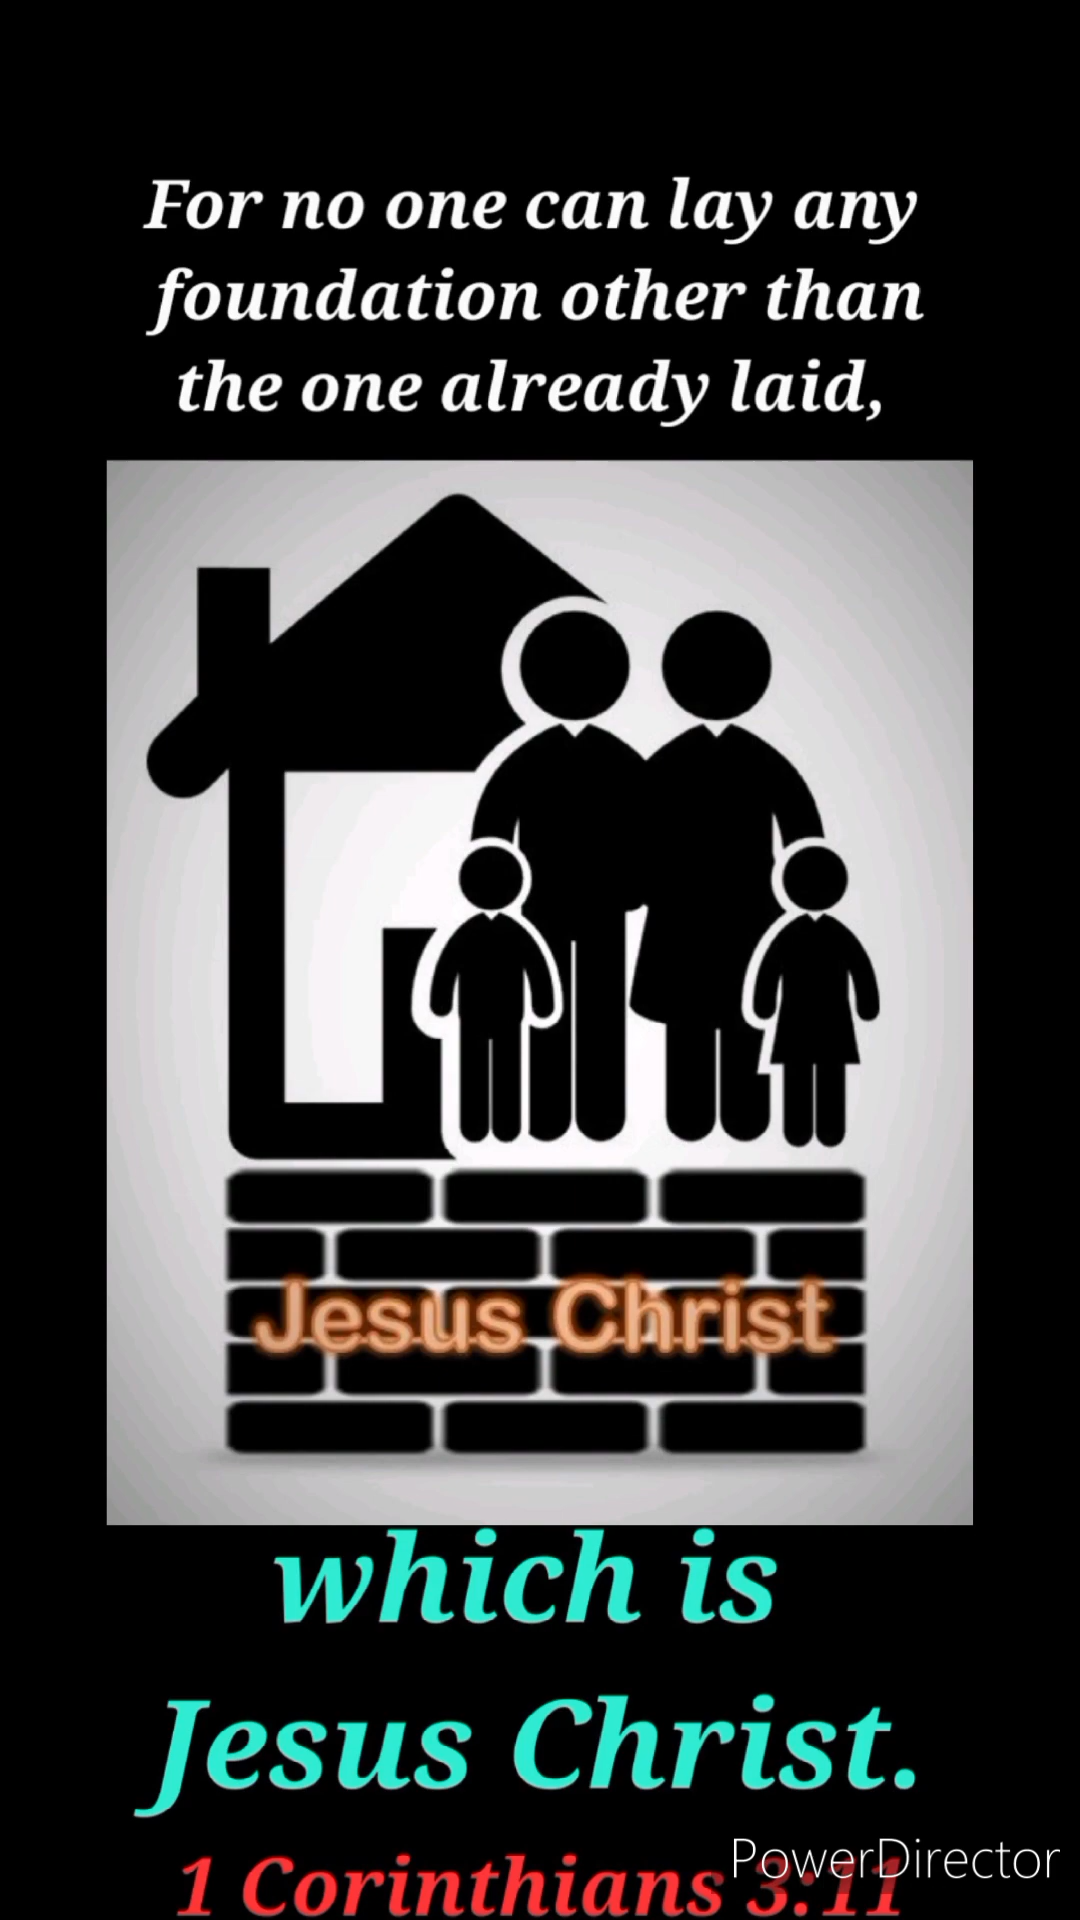 For no one can lay any
foundation other than
the one already laid,
Jesus Christ
which is
Jesus Christ.
PowerDirector
1 Corinthians 3:11